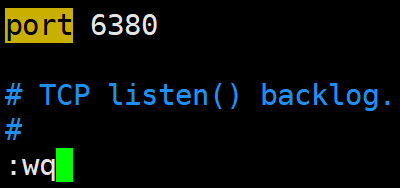 port 6380
# TCP listen() backlog.
#
:wq